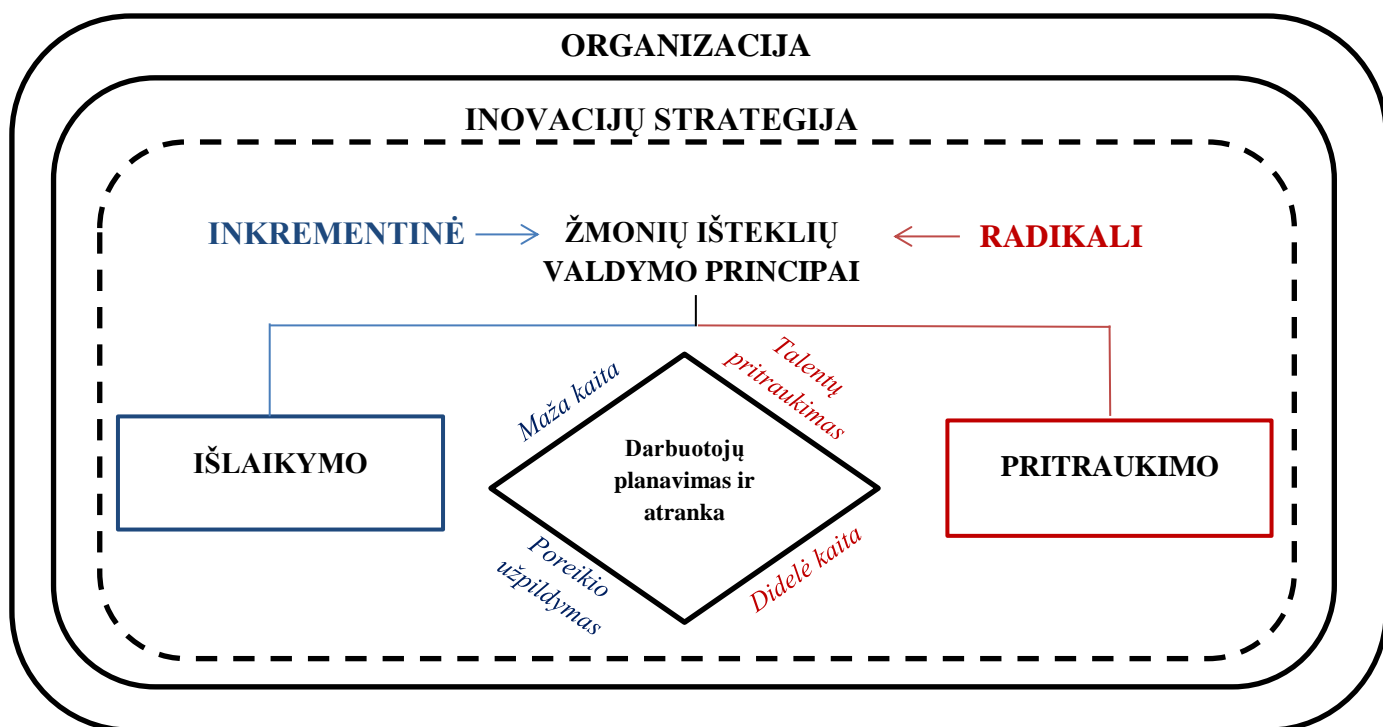 ORGANIZACIJA
INOVACIJŲ STRATEGIJA
INKREMENTINĖ
ŽMONIŲ IŠTEKLIŲ
VALDYMO PRINCIPAI
RADIKALI
Maža kaita
Talentų
pritraukimas
IŠLAIKYMO
Darbuotojų
planavimas ir
atranka
PRITRAUKIMO
Poreikio
užpildymas
Didelė kaita